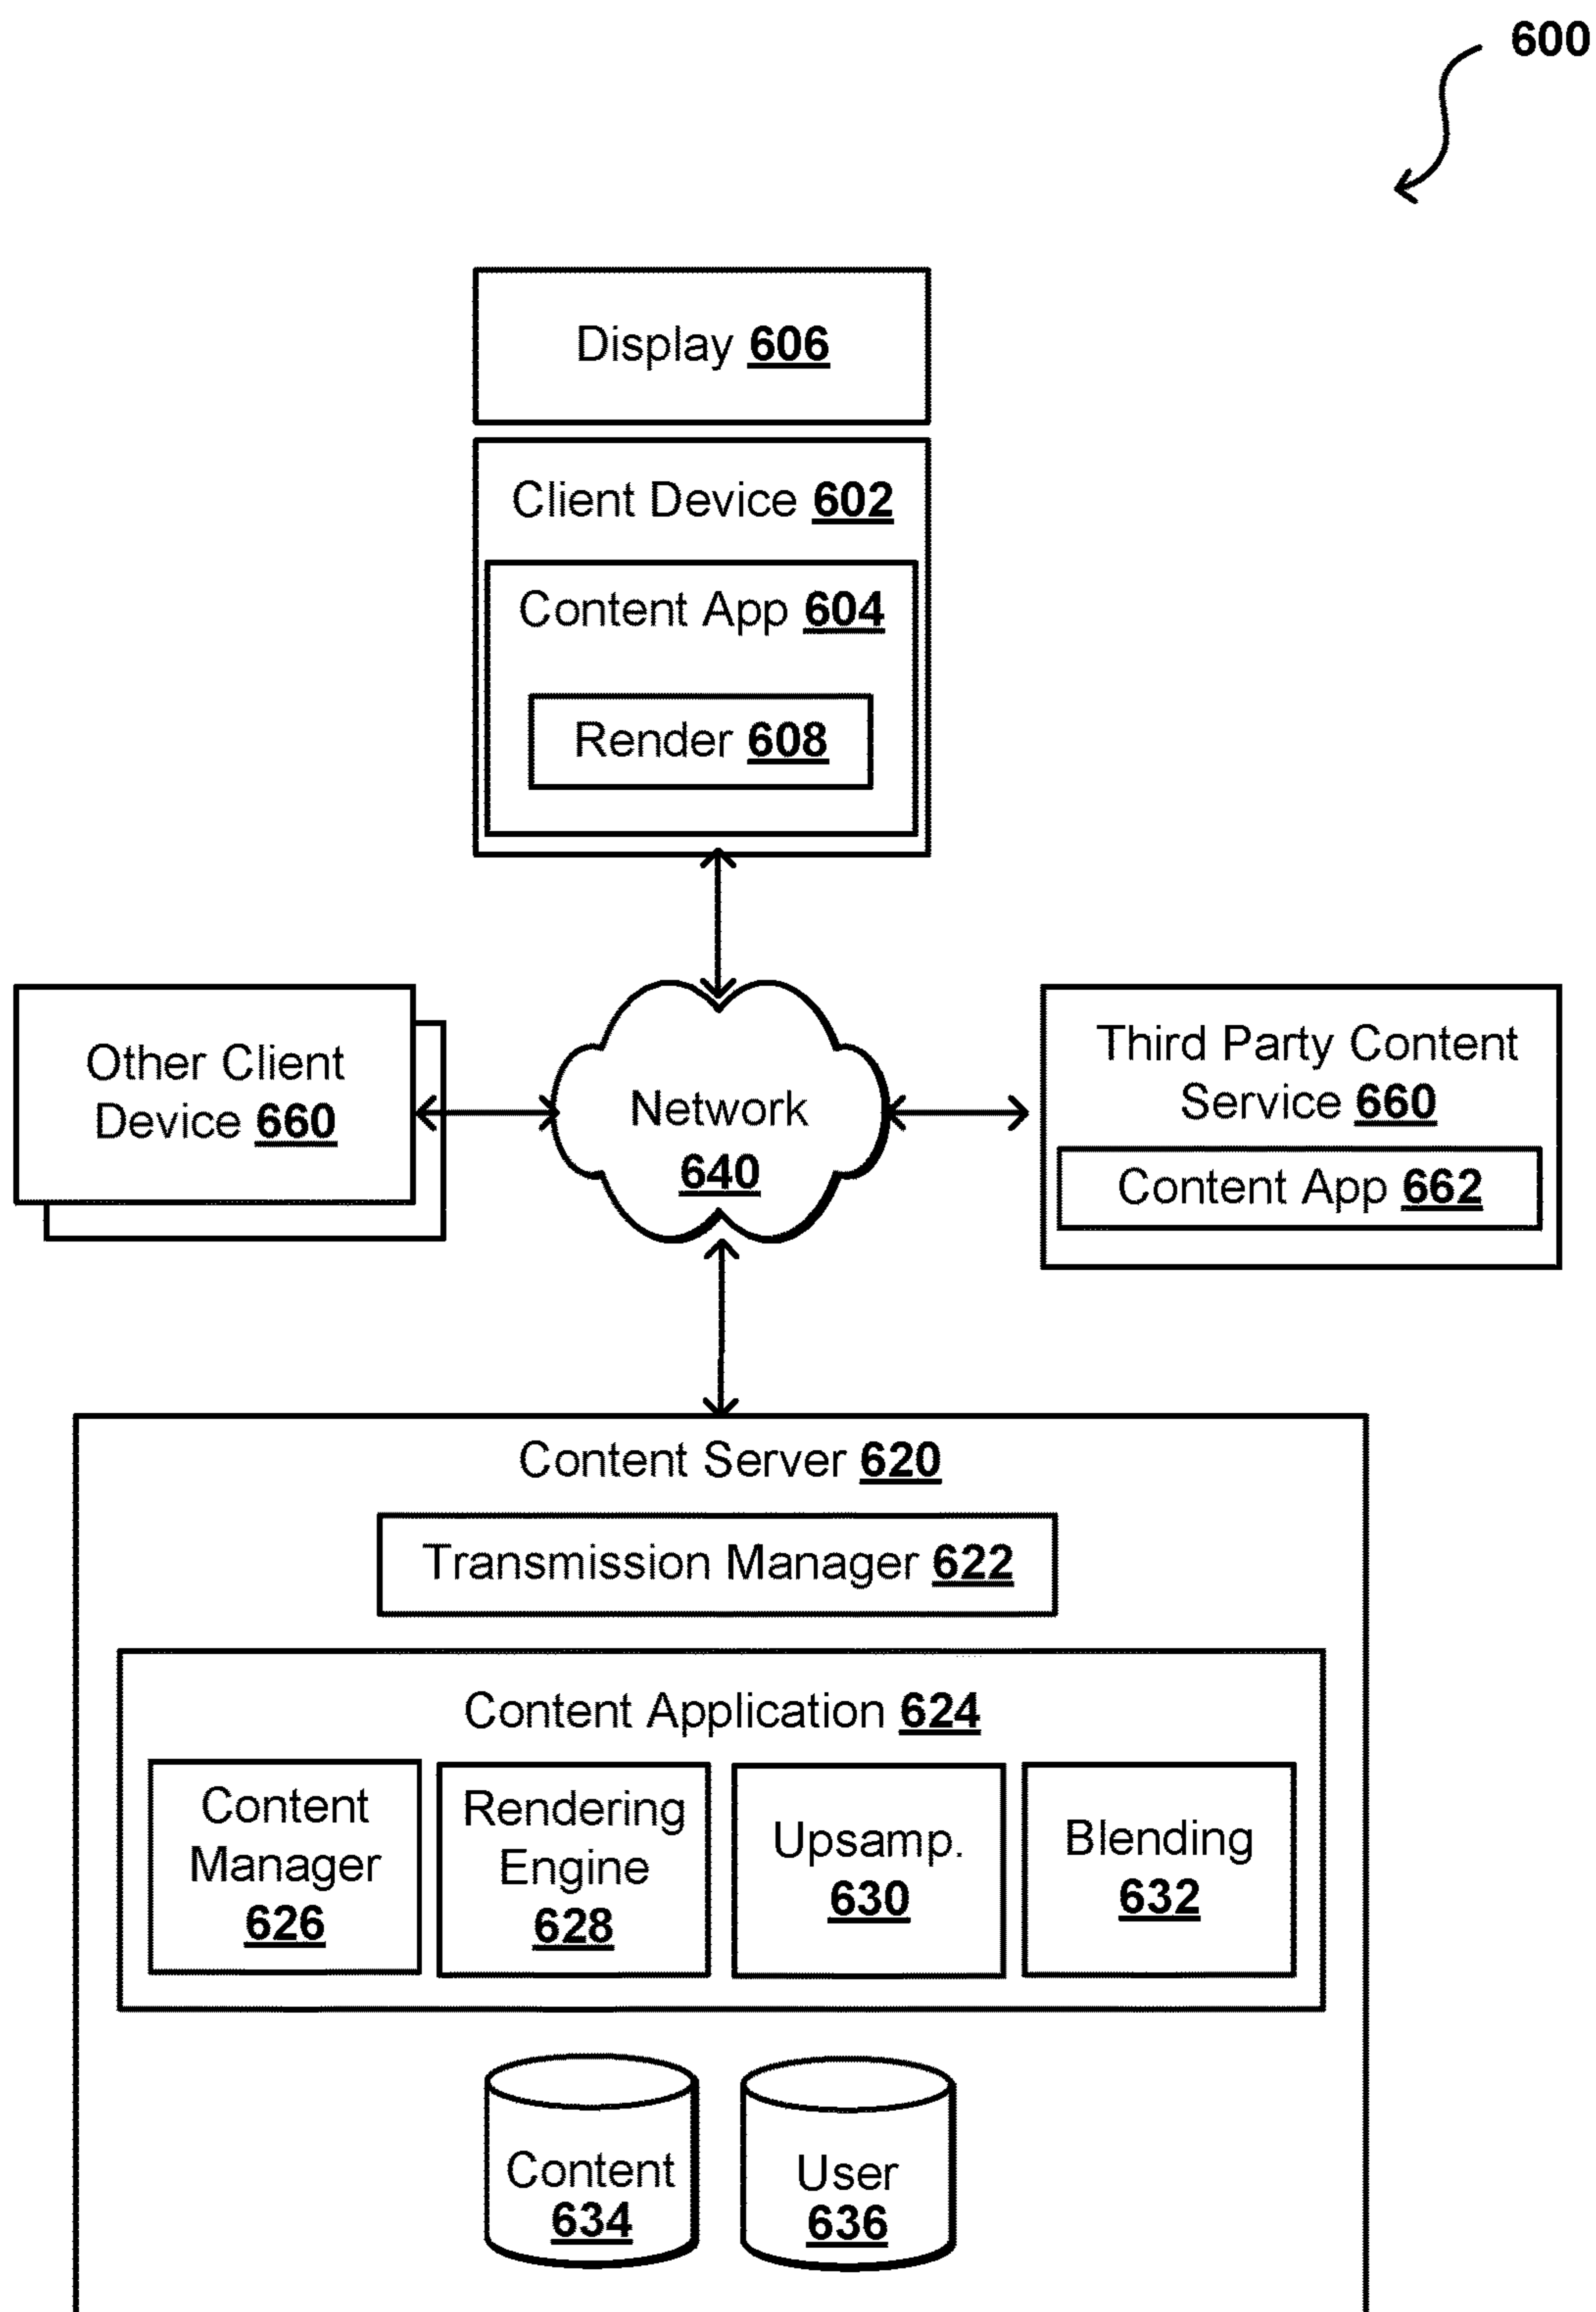 600
Display 606
Client Device 602
Content App 604
Render 608
Other Client
Device 660
Network
640
Third Party Content
Service 660
Content App 662
Content Server 620
Transmission Manager 622
Content Application 624
Content
Manager
626
Rendering
Engine
628
Upsamp.
630
Blending
632
Content
634
User
636